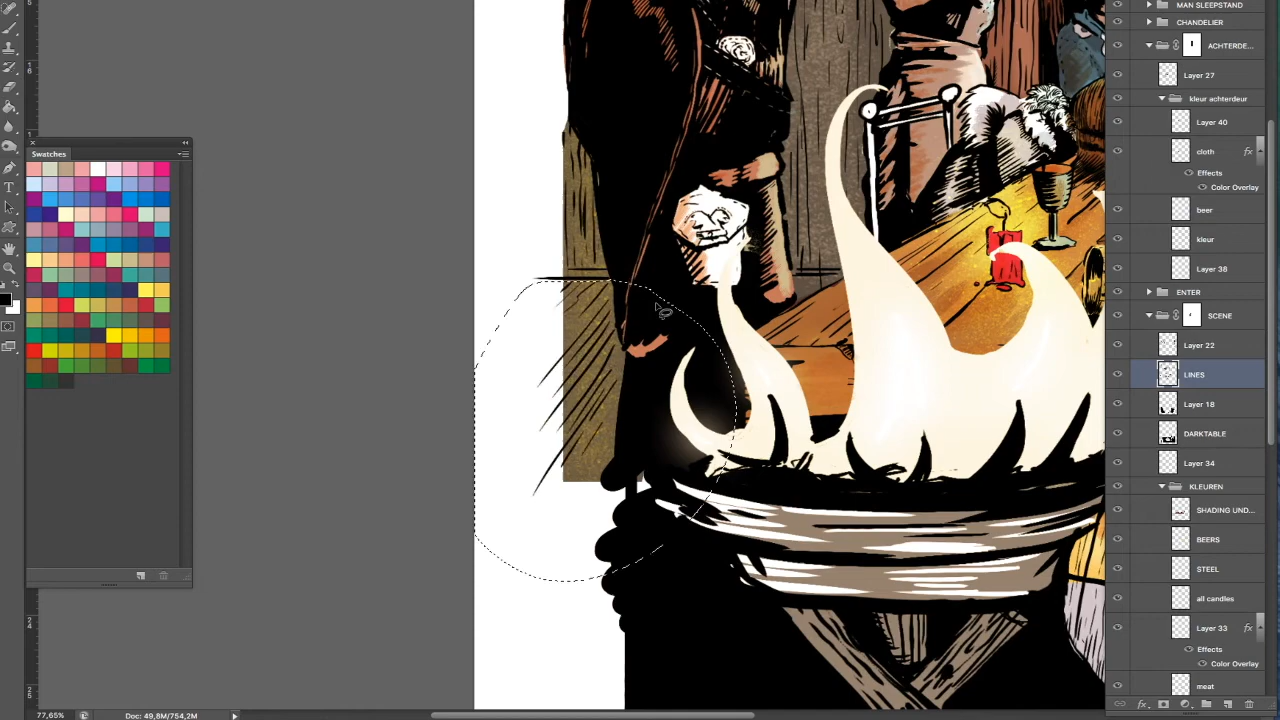 Swatches
MAN SLEEPSTAND
CHANDELIER
ACHTERDE...
Layer 27
kleur achterdeur
Layer 40
cloth fx
Effects
Color Overlay
beer
kleur
Layer 38
ENTER
SCENE
Layer 22
LINES
Layer 18
DARKTABLE
Layer 34
KLEUREN
SHADING UND...
BEERS
STEEL
all candles
Layer 33 fx
Effects
Color Overlay
meat
77,65% Doc: 49,8M/754,2M